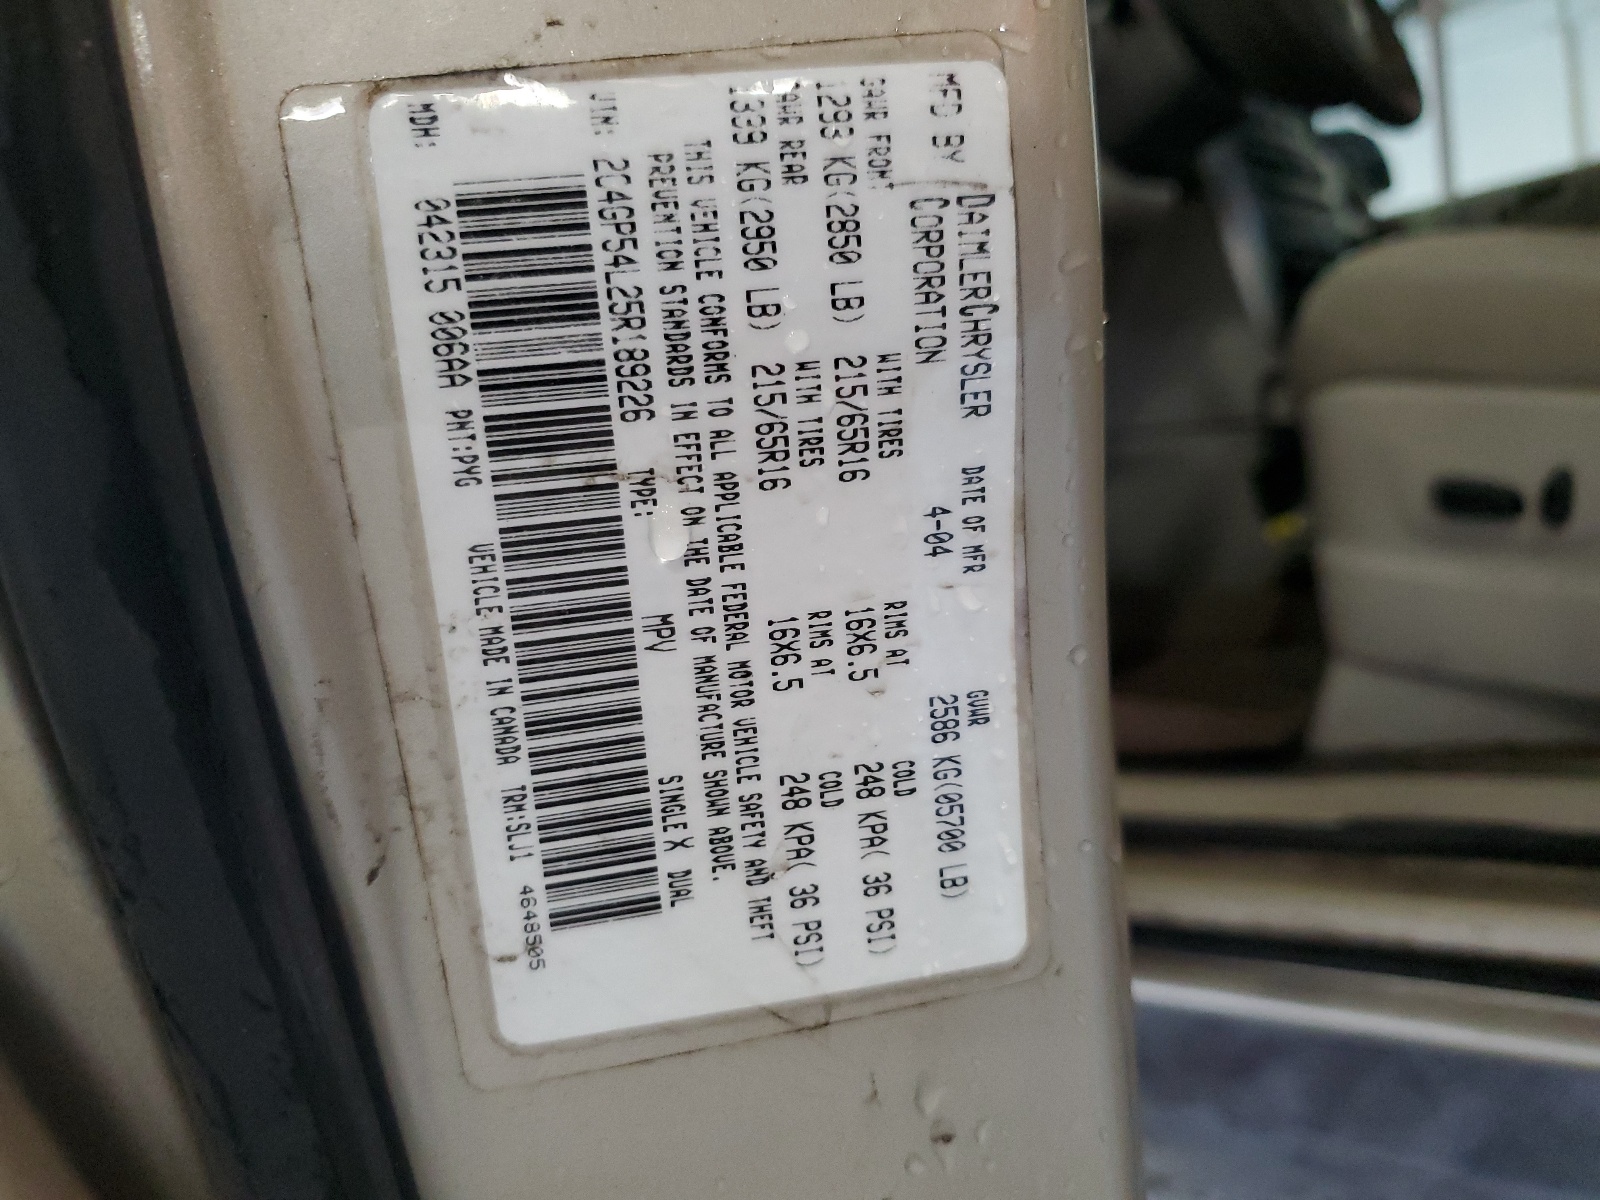 MFD BY DAIMLERCHRYSLER CORPORATION DATE OF MFR 4-04 GVWR 2586 KG(05700 LB)
GAWR FRONT WITH TIRES RIMS AT COLD
1293 KG(2850 LB) 215/65R16 16X6.5 248 KPA( 36 PSI)
GAWR REAR WITH TIRES RIMS AT COLD
1339 KG(2950 LB) 215/65R16 16X6.5 248 KPA( 36 PSI)
THIS VEHICLE CONFORMS TO ALL APPLICABLE FEDERAL MOTOR VEHICLE SAFETY AND THEFT
PREVENTION STANDARDS IN EFFECT ON THE DATE OF MANUFACTURE SHOWN ABOVE.
VIN: 2C4GP54L25R189226 TYPE: MPV SINGLE X DUAL
MDH: 042315 006AA PNT:PYG VEHICLE MADE IN CANADA TRM:SLJ1 4648505